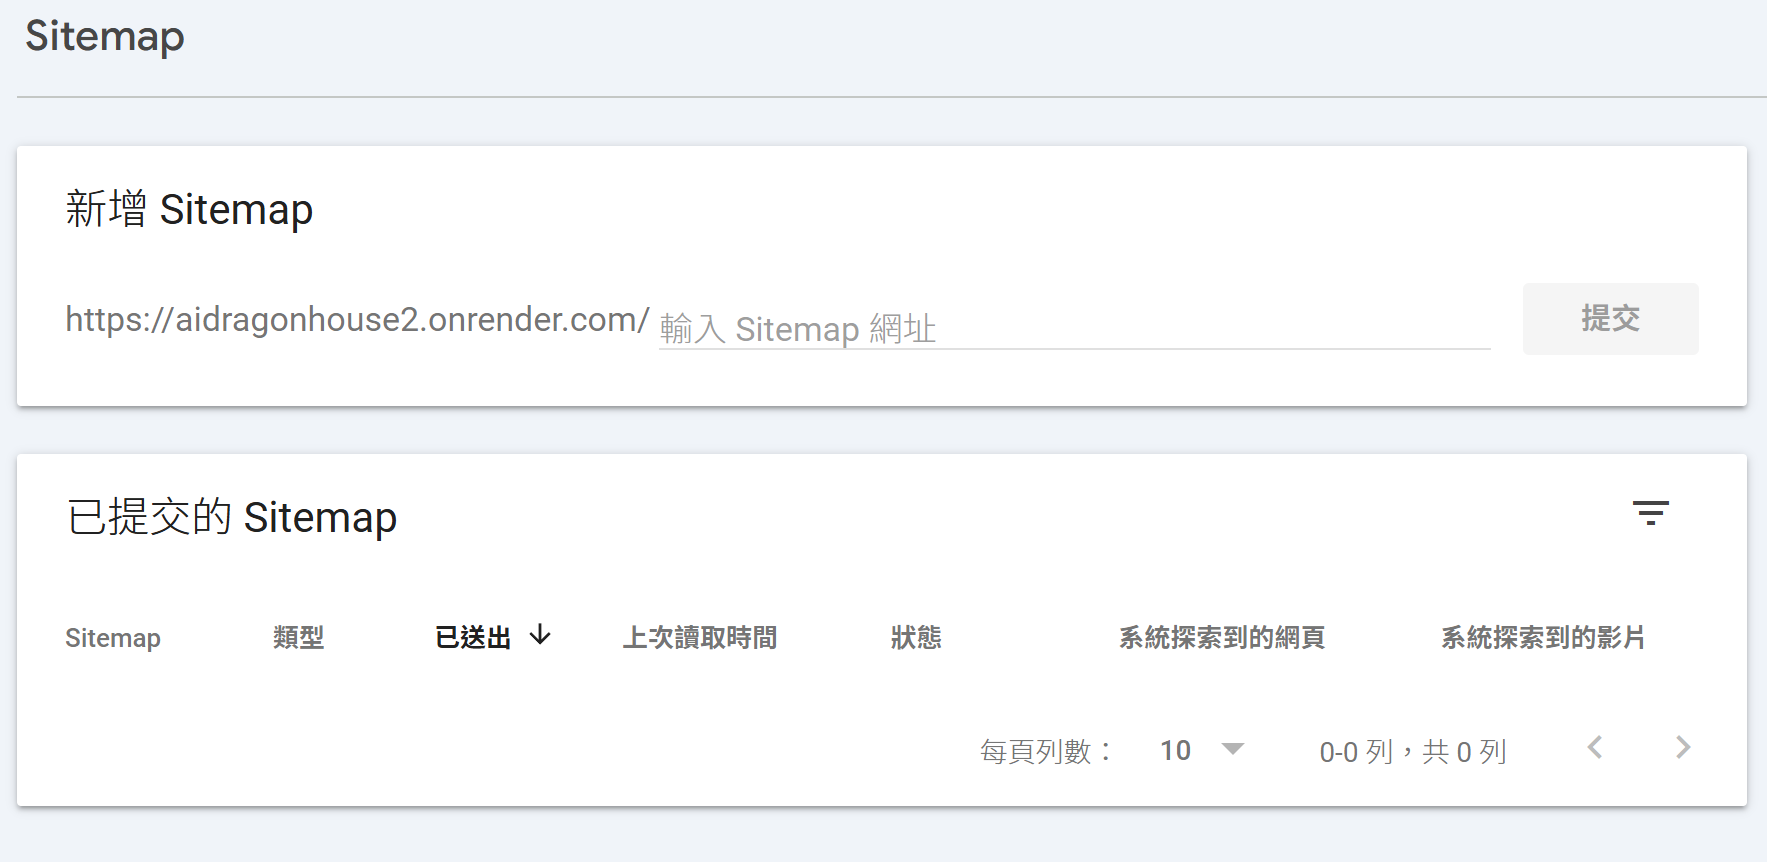 Sitemap
新增 Sitemap
https://aidragonhouse2.onrender.com/ 輸入 Sitemap 網址 提交
已提交的 Sitemap
Sitemap 類型 已送出 ↓ 上次讀取時間 狀態 系統探索到的網頁 系統探索到的影片
每頁列數： 10 0-0 列，共 0 列